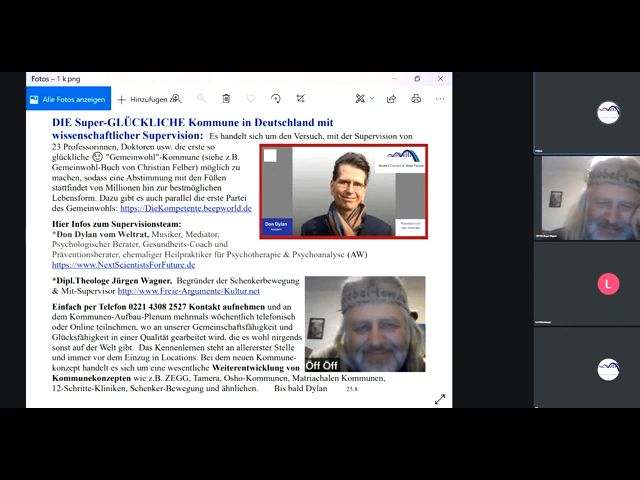 Fotos – 1 k.png
Alle Fotos anzeigen
Hinzufügen zu
DIE Super-GLÜCKLICHE Kommune in Deutschland mit
wissenschaftlicher Supervision: Es handelt sich um den Versuch, mit der Supervision von
23 Professorinnen, Doktoren usw. die erste so
glückliche "Gemeinwohl"-Kommune (siehe z.B.
Gemeinwohl-Buch von Christian Felber) möglich zu
machen, sodass eine Abstimmung mit den Füßen
stattfindet von Millionen hin zur bestmöglichen
Lebensform. Dazu gibt es auch parallel die erste Partei
des Gemeinwohls: https://DieKompetente.beepworld.de
World's Council of Wise People
Don Dylan
Hier Infos zum Supervisionsteam:
*Don Dylan vom Weltrat, Musiker, Mediator,
Psychologischer Berater, Gesundheits-Coach und
Präventionsberater, ehemaliger Heilpraktiker für Psychotherapie & Psychoanalyse (AW)
https://www.NextScientistsForFuture.de
*Dipl.Theologe Jürgen Wagner, Begründer der Schenkerbewegung
& Mit-Supervisor http://www.Freie-Argumente-Kultur.net
Einfach per Telefon 0221 4308 2527 Kontakt aufnehmen und an
dem Kommunen-Aufbau-Plenum mehrmals wöchentlich telefonisch
oder Online teilnehmen, wo an unserer Gemeinschaftsfähigkeit und
Glücksfähigkeit in einer Qualität gearbeitet wird, die es wohl nirgends
sonst auf der Welt gibt. Das Kennenlernen steht an allererster Stelle
und immer vor dem Einzug in Locations. Bei dem neuen Kommune-
konzept handelt es sich um eine wesentliche Weiterentwicklung von
Kommunekonzepten wie z.B. ZEGG, Tamera, Osho-Kommunen, Matriachalen Kommunen,
12-Schritte-Kliniken, Schenker-Bewegung und ähnlichen. Bis bald Dylan 25.8.
Öff Öff
L